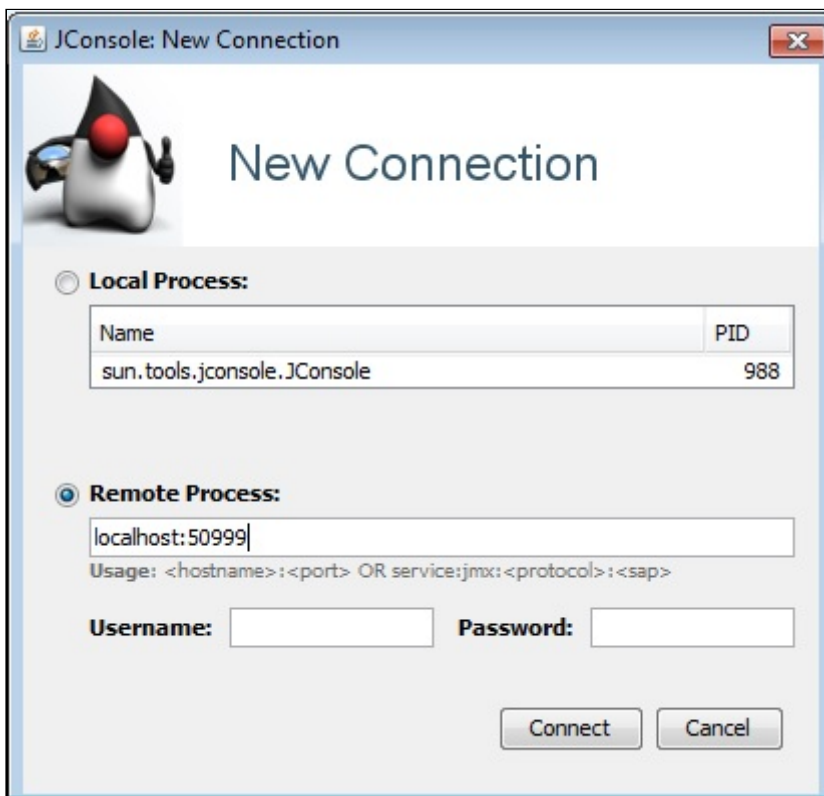 JConsole: New Connection
New Connection
Local Process:
Name PID
sun.tools.jconsole.JConsole 988
Remote Process:
localhost:50999
Usage: <hostname>:<port> OR service:jmx:<protocol>:<sap>
Username: Password:
Connect Cancel